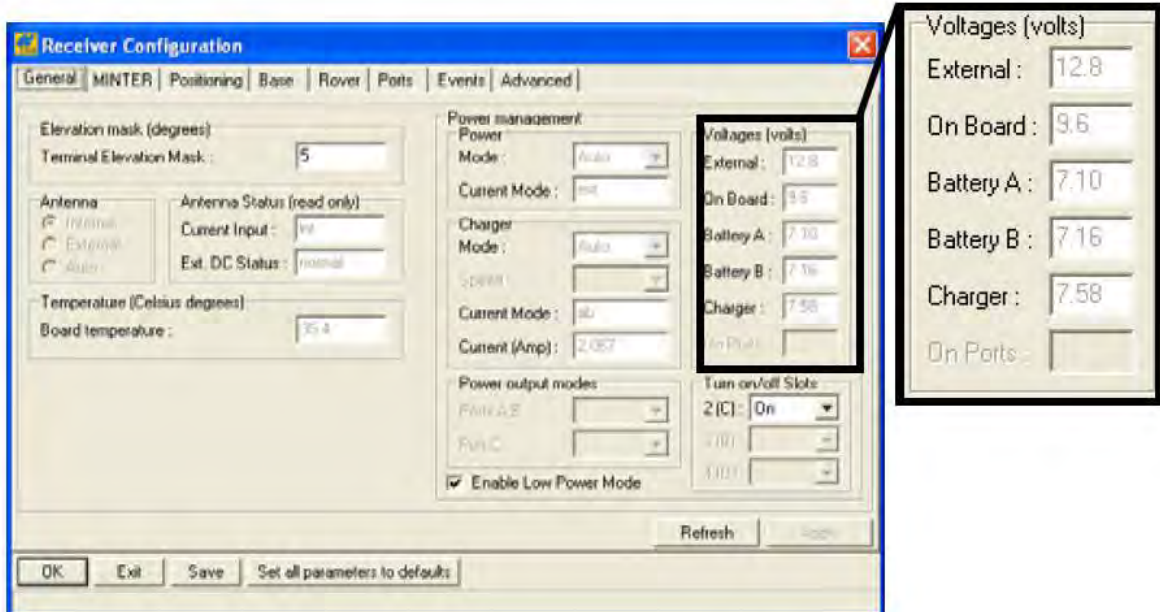 Receiver Configuration
General MINTER Positioning Base Rover Ports Events Advanced
Elevation mask (degrees)
Terminal Elevation Mask : 5
Antenna
Internal
External
Auto
Antenna Status (read only)
Current Input : int
Ext. DC Status : normal
Temperature (Celsius degrees)
Board temperature : 35.4
Power management
Power
Mode : Auto
Current Mode : ext
Charger
Mode : Auto
Speed :
Current Mode : ab
Current (Amp) : 2.087
Power output modes
Ports A,B
Port C
Enable Low Power Mode
Voltages (volts)
External : 12.8
On Board : 9.6
Battery A : 7.10
Battery B : 7.16
Charger : 7.58
On Ports :
Turn on/off Slots
2 (C) : On
Refresh
OK Exit Save Set all parameters to defaults
Voltages (volts)
External : 12.8
On Board : 9.6
Battery A : 7.10
Battery B : 7.16
Charger : 7.58
On Ports :